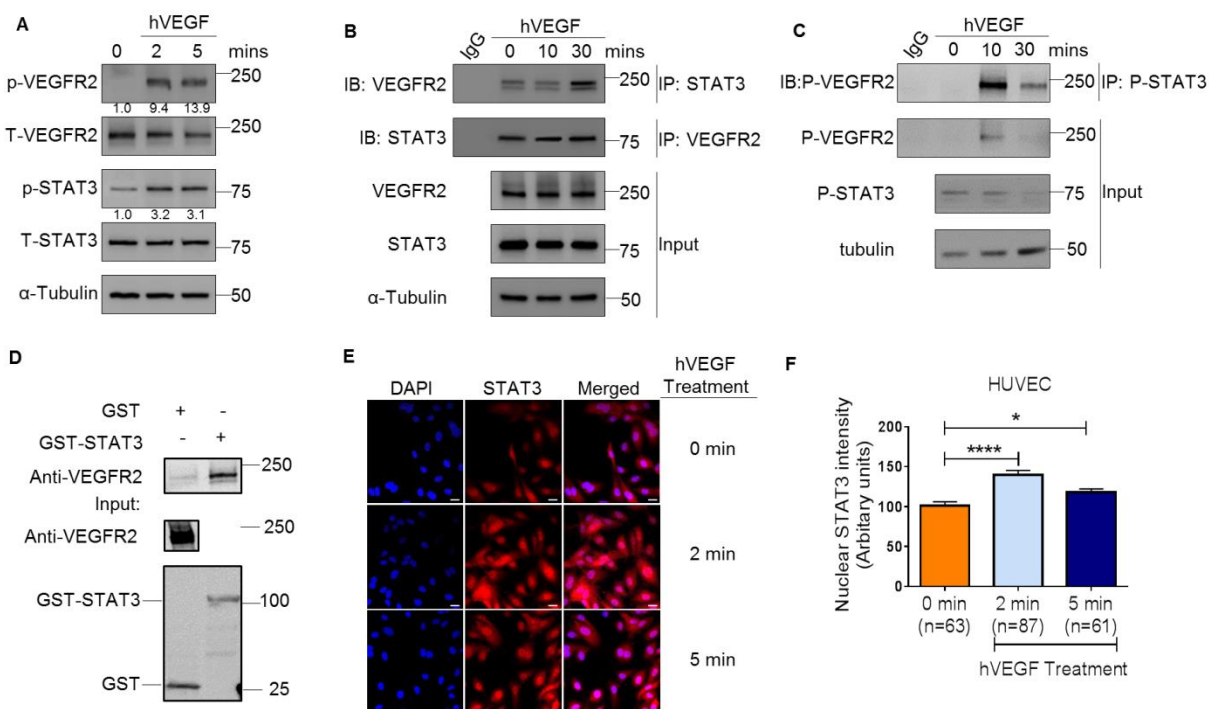 A
hVEGF
0 2 5 mins
p-VEGFR2 250
1.0 9.4 13.9
T-VEGFR2 250
p-STAT3 75
1.0 3.2 3.1
T-STAT3 75
α-Tubulin 50
B
hVEGF
IgG 0 10 30 mins
IB: VEGFR2 250 IP: STAT3
IB: STAT3 75 IP: VEGFR2
VEGFR2 250
STAT3 75 Input
α-Tubulin 50
C
hVEGF
IgG 0 10 30 mins
IB:P-VEGFR2 250 IP: P-STAT3
P-VEGFR2 250
P-STAT3 75 Input
tubulin 50
D
GST + -
GST-STAT3 - +
Anti-VEGFR2 250
Input:
Anti-VEGFR2 250
GST-STAT3 100
GST 25
E
hVEGF
Treatment
DAPI STAT3 Merged
0 min
2 min
5 min
F
HUVEC
Nuclear STAT3 intensity
(Arbitary units)
200
150
100
50
0
*
****
0 min 2 min 5 min
(n=63) (n=87) (n=61)
hVEGF Treatment